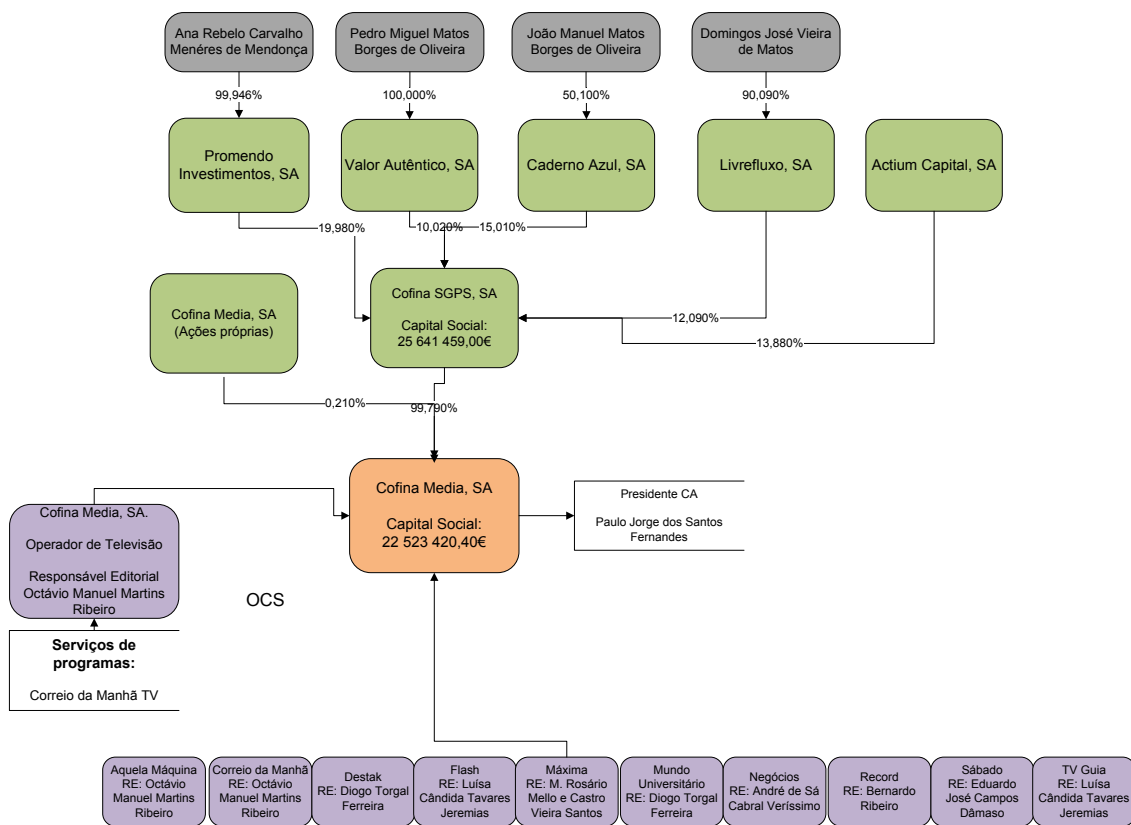 Ana Rebelo Carvalho
Menéres de Mendonça
Pedro Miguel Matos
Borges de Oliveira
João Manuel Matos
Borges de Oliveira
Domingos José Vieira
de Matos
99,946%
100,000%
50,100%
90,090%
Promendo
Investimentos, SA
Valor Autêntico, SA
Caderno Azul, SA
Livrefluxo, SA
Actium Capital, SA
19,980%
10,020%
15,010%
Cofina Media, SA
(Ações próprias)
Cofina SGPS, SA
Capital Social:
25 641 459,00€
12,090%
13,880%
0,210%
99,790%
Cofina Media, SA
Capital Social:
22 523 420,40€
Presidente CA
Paulo Jorge dos Santos
Fernandes
Cofina Media, SA.
Operador de Televisão
Responsável Editorial
Octávio Manuel Martins
Ribeiro
OCS
Serviços de
programas:
Correio da Manhã TV
Aquela Máquina
RE: Octávio
Manuel Martins
Ribeiro
Correio da Manhã
RE: Octávio
Manuel Martins
Ribeiro
Destak
RE: Diogo Torgal
Ferreira
Flash
RE: Luísa
Cândida Tavares
Jeremias
Máxima
RE: M. Rosário
Mello e Castro
Vieira Santos
Mundo
Universitário
RE: Diogo Torgal
Ferreira
Negócios
RE: André de Sá
Cabral Veríssimo
Record
RE: Bernardo
Ribeiro
Sábado
RE: Eduardo
José Campos
Dâmaso
TV Guia
RE: Luísa
Cândida Tavares
Jeremias